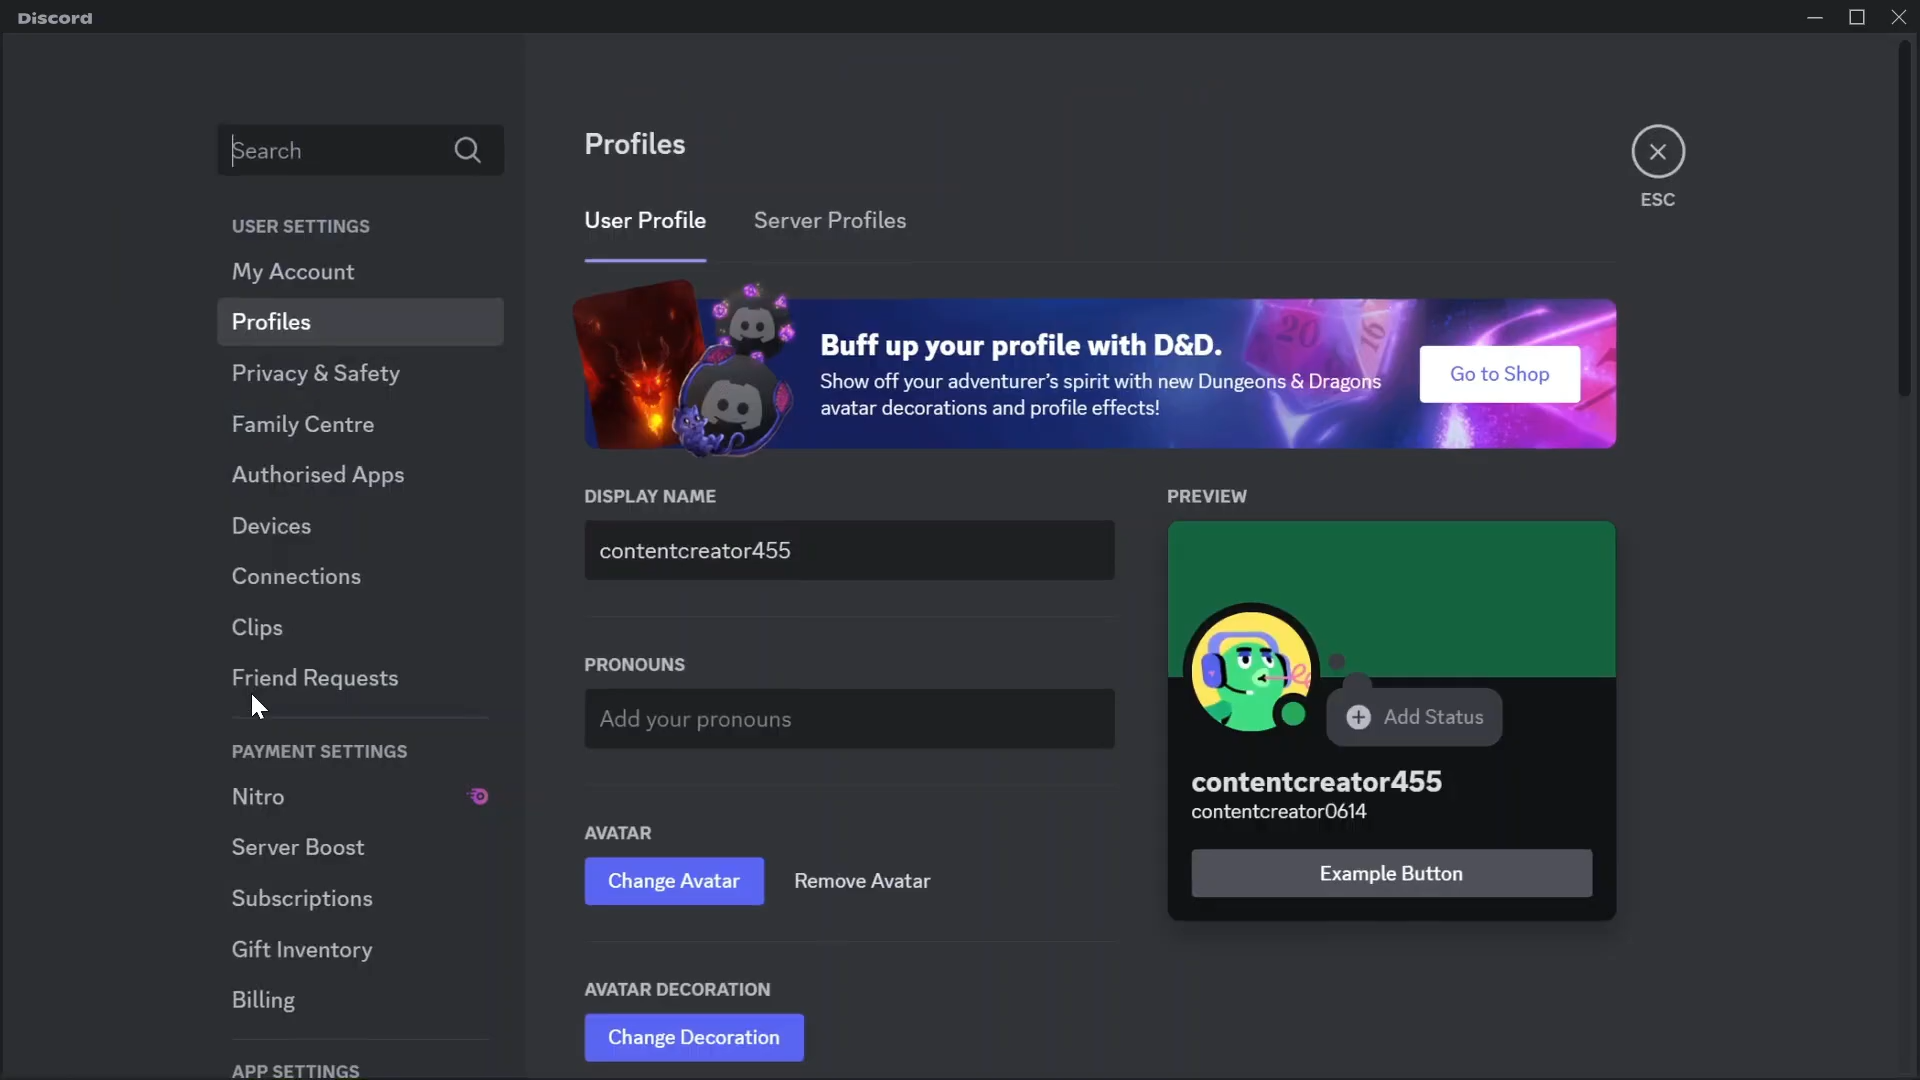 Discord
Search
USER SETTINGS
My Account
Profiles
Privacy & Safety
Family Centre
Authorised Apps
Devices
Connections
Clips
Friend Requests
PAYMENT SETTINGS
Nitro
Server Boost
Subscriptions
Gift Inventory
Billing
APP SETTINGS
Profiles
ESC
User Profile
Server Profiles
Buff up your profile with D&D.
Show off your adventurer's spirit with new Dungeons & Dragons
avatar decorations and profile effects!
20
16
Go to Shop
DISPLAY NAME
contentcreator455
PRONOUNS
Add your pronouns
AVATAR
Change Avatar
Remove Avatar
AVATAR DECORATION
Change Decoration
PREVIEW
Add Status
contentcreator455
contentcreator0614
Example Button